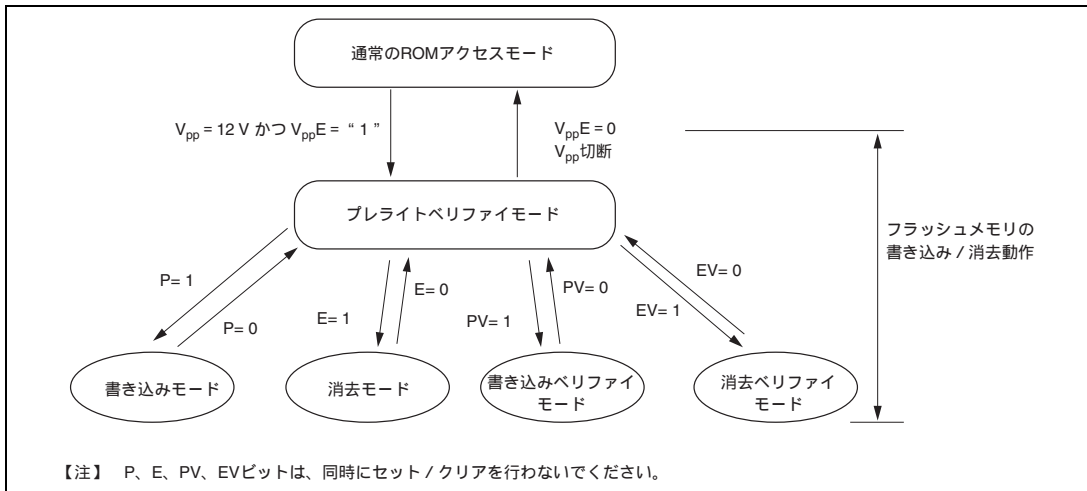 通常のROMアクセスモード
Vpp = 12 V かつ VppE = “ 1 ”
VppE = 0
Vpp切断
プレライトベリファイモード
フラッシュメモリの
書き込み / 消去動作
P= 1
P= 0
E= 1
E= 0
PV= 1
PV= 0
EV= 1
EV= 0
書き込みモード
消去モード
書き込みベリファイ
モード
消去ベリファイ
モード
【注】 P、E、PV、EVビットは、同時にセット / クリアを行わないでください。